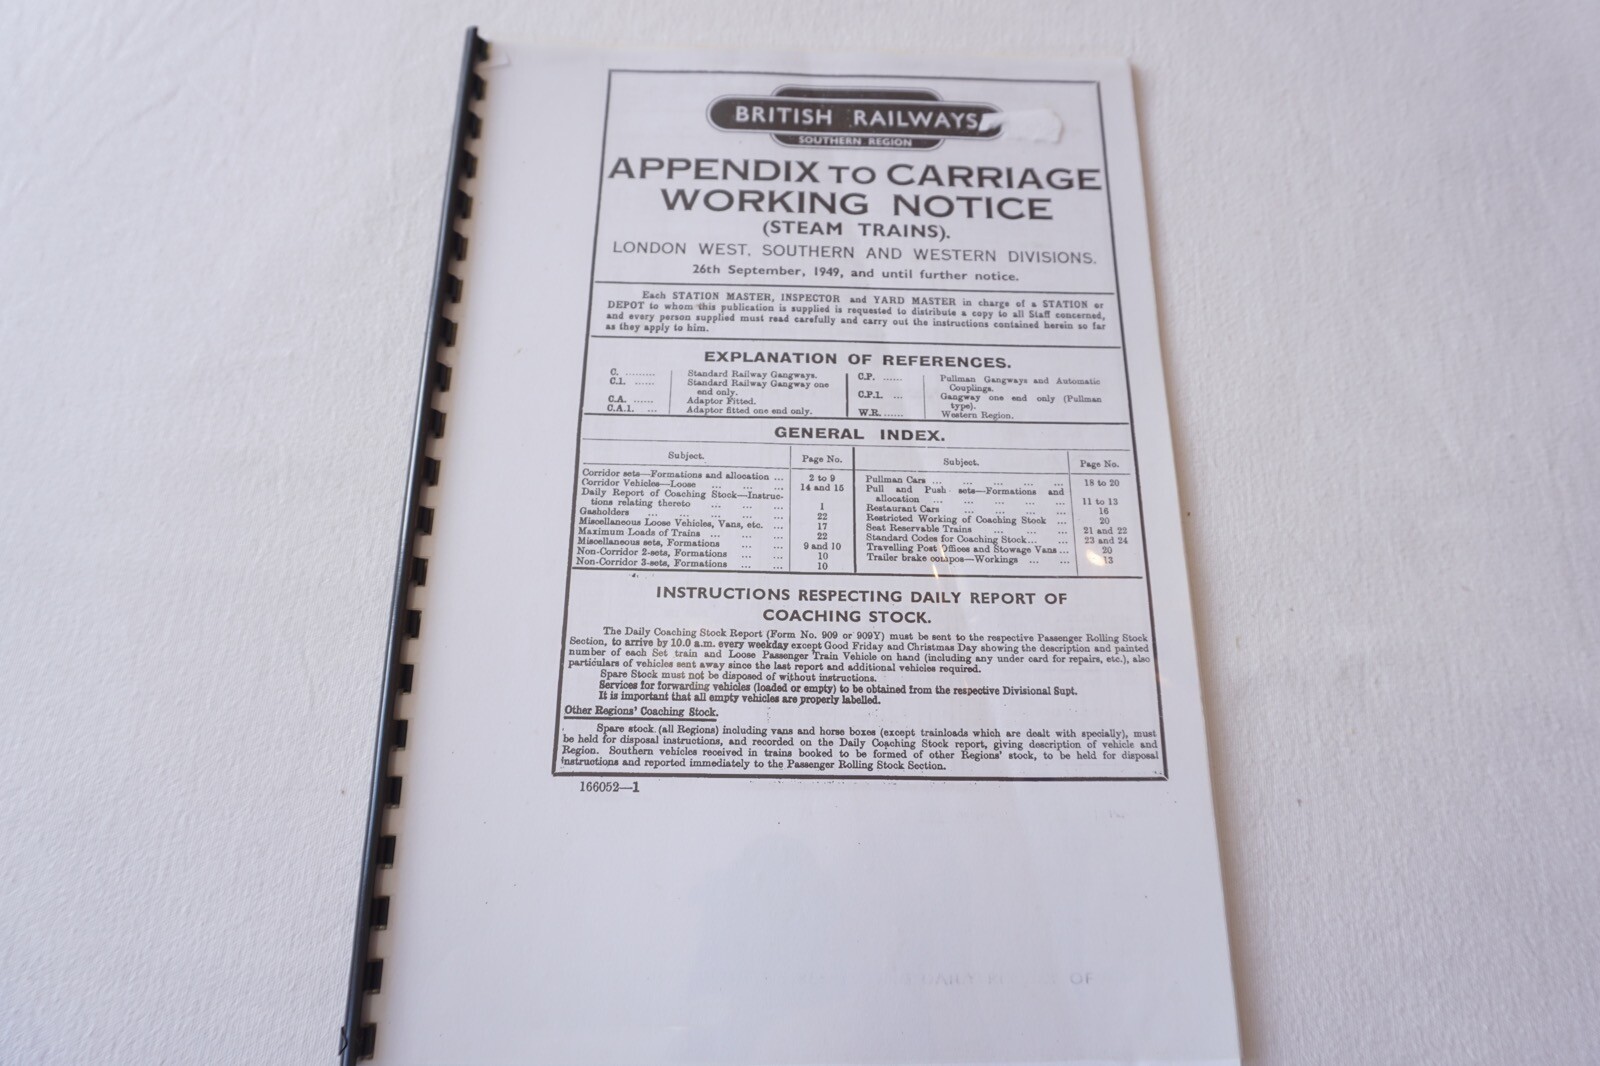 BRITISH RAILWAYS
SOUTHERN REGION
APPENDIX TO CARRIAGE
WORKING NOTICE
(STEAM TRAINS).
LONDON WEST, SOUTHERN AND WESTERN DIVISIONS.
26th September, 1949, and until further notice.
Each STATION MASTER, INSPECTOR and YARD MASTER in charge of a STATION or
DEPOT to whom this publication is supplied is requested to distribute a copy to all Staff concerned,
and every person supplied must read carefully and carry out the instructions contained herein so far
as they apply to him.
EXPLANATION OF REFERENCES.
C. ......... Standard Railway Gangways.
C.1. ...... Standard Railway Gangway one
end only.
C.A. ...... Adaptor Fitted.
C.A.1. ... Adaptor fitted one end only.
C.P. ...... Pullman Gangways and Automatic
Couplings.
C.P.1. ... Gangway one end only (Pullman
type).
W.R. ...... Western Region.
GENERAL INDEX.
Subject. Page No.
Corridor sets—Formations and allocation ... 2 to 9
Corridor Vehicles—Loose ... ... ... 14 and 15
Daily Report of Coaching Stock—Instruc-
tions relating thereto ... ... ... 1
Gasholders ... ... ... ... ... 22
Miscellaneous Loose Vehicles, Vans, etc. ... 17
Maximum Loads of Trains ... ... ... 22
Miscellaneous sets, Formations ... ... 9 and 10
Non-Corridor 2-sets, Formations ... ... 10
Non-Corridor 3-sets, Formations ... ... 10
Subject. Page No.
Pullman Cars ... ... ... ... ... 18 to 20
Pull and Push sets—Formations and
allocation ... ... ... ... ... 11 to 13
Restaurant Cars ... ... ... ... 16
Restricted Working of Coaching Stock ... 20
Seat Reservable Trains ... ... ... 21 and 22
Standard Codes for Coaching Stock... ... 23 and 24
Travelling Post Offices and Stowage Vans ... 20
Trailer brake compos—Workings ... ... 13
INSTRUCTIONS RESPECTING DAILY REPORT OF
COACHING STOCK.
The Daily Coaching Stock Report (Form No. 909 or 909Y) must be sent to the respective Passenger Rolling Stock
Section, to arrive by 10.0 a.m. every weekday except Good Friday and Christmas Day showing the description and painted
number of each Set train and Loose Passenger Train Vehicle on hand (including any under card for repairs, etc.), also
particulars of vehicles sent away since the last report and additional vehicles required.
Spare Stock must not be disposed of without instructions.
Services for forwarding vehicles (loaded or empty) to be obtained from the respective Divisional Supt.
It is important that all empty vehicles are properly labelled.
Other Regions' Coaching Stock.
Spare stock (all Regions) including vans and horse boxes (except trainloads which are dealt with specially), must
be held for disposal instructions, and recorded on the Daily Coaching Stock report, giving description of vehicle and
Region. Southern vehicles received in trains booked to be formed of other Regions' stock, to be held for disposal
instructions and reported immediately to the Passenger Rolling Stock Section.
166052—1